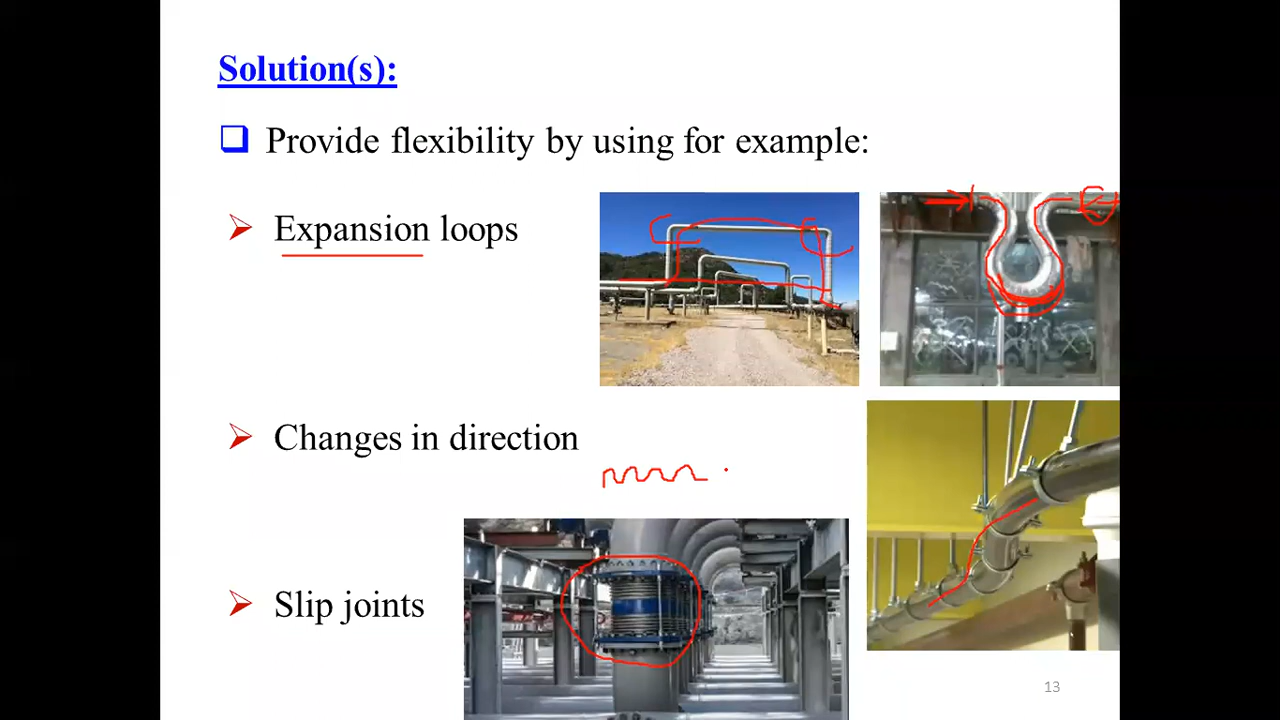 Solution(s):
❑ Provide flexibility by using for example:
➢ Expansion loops
➢ Changes in direction
➢ Slip joints
13